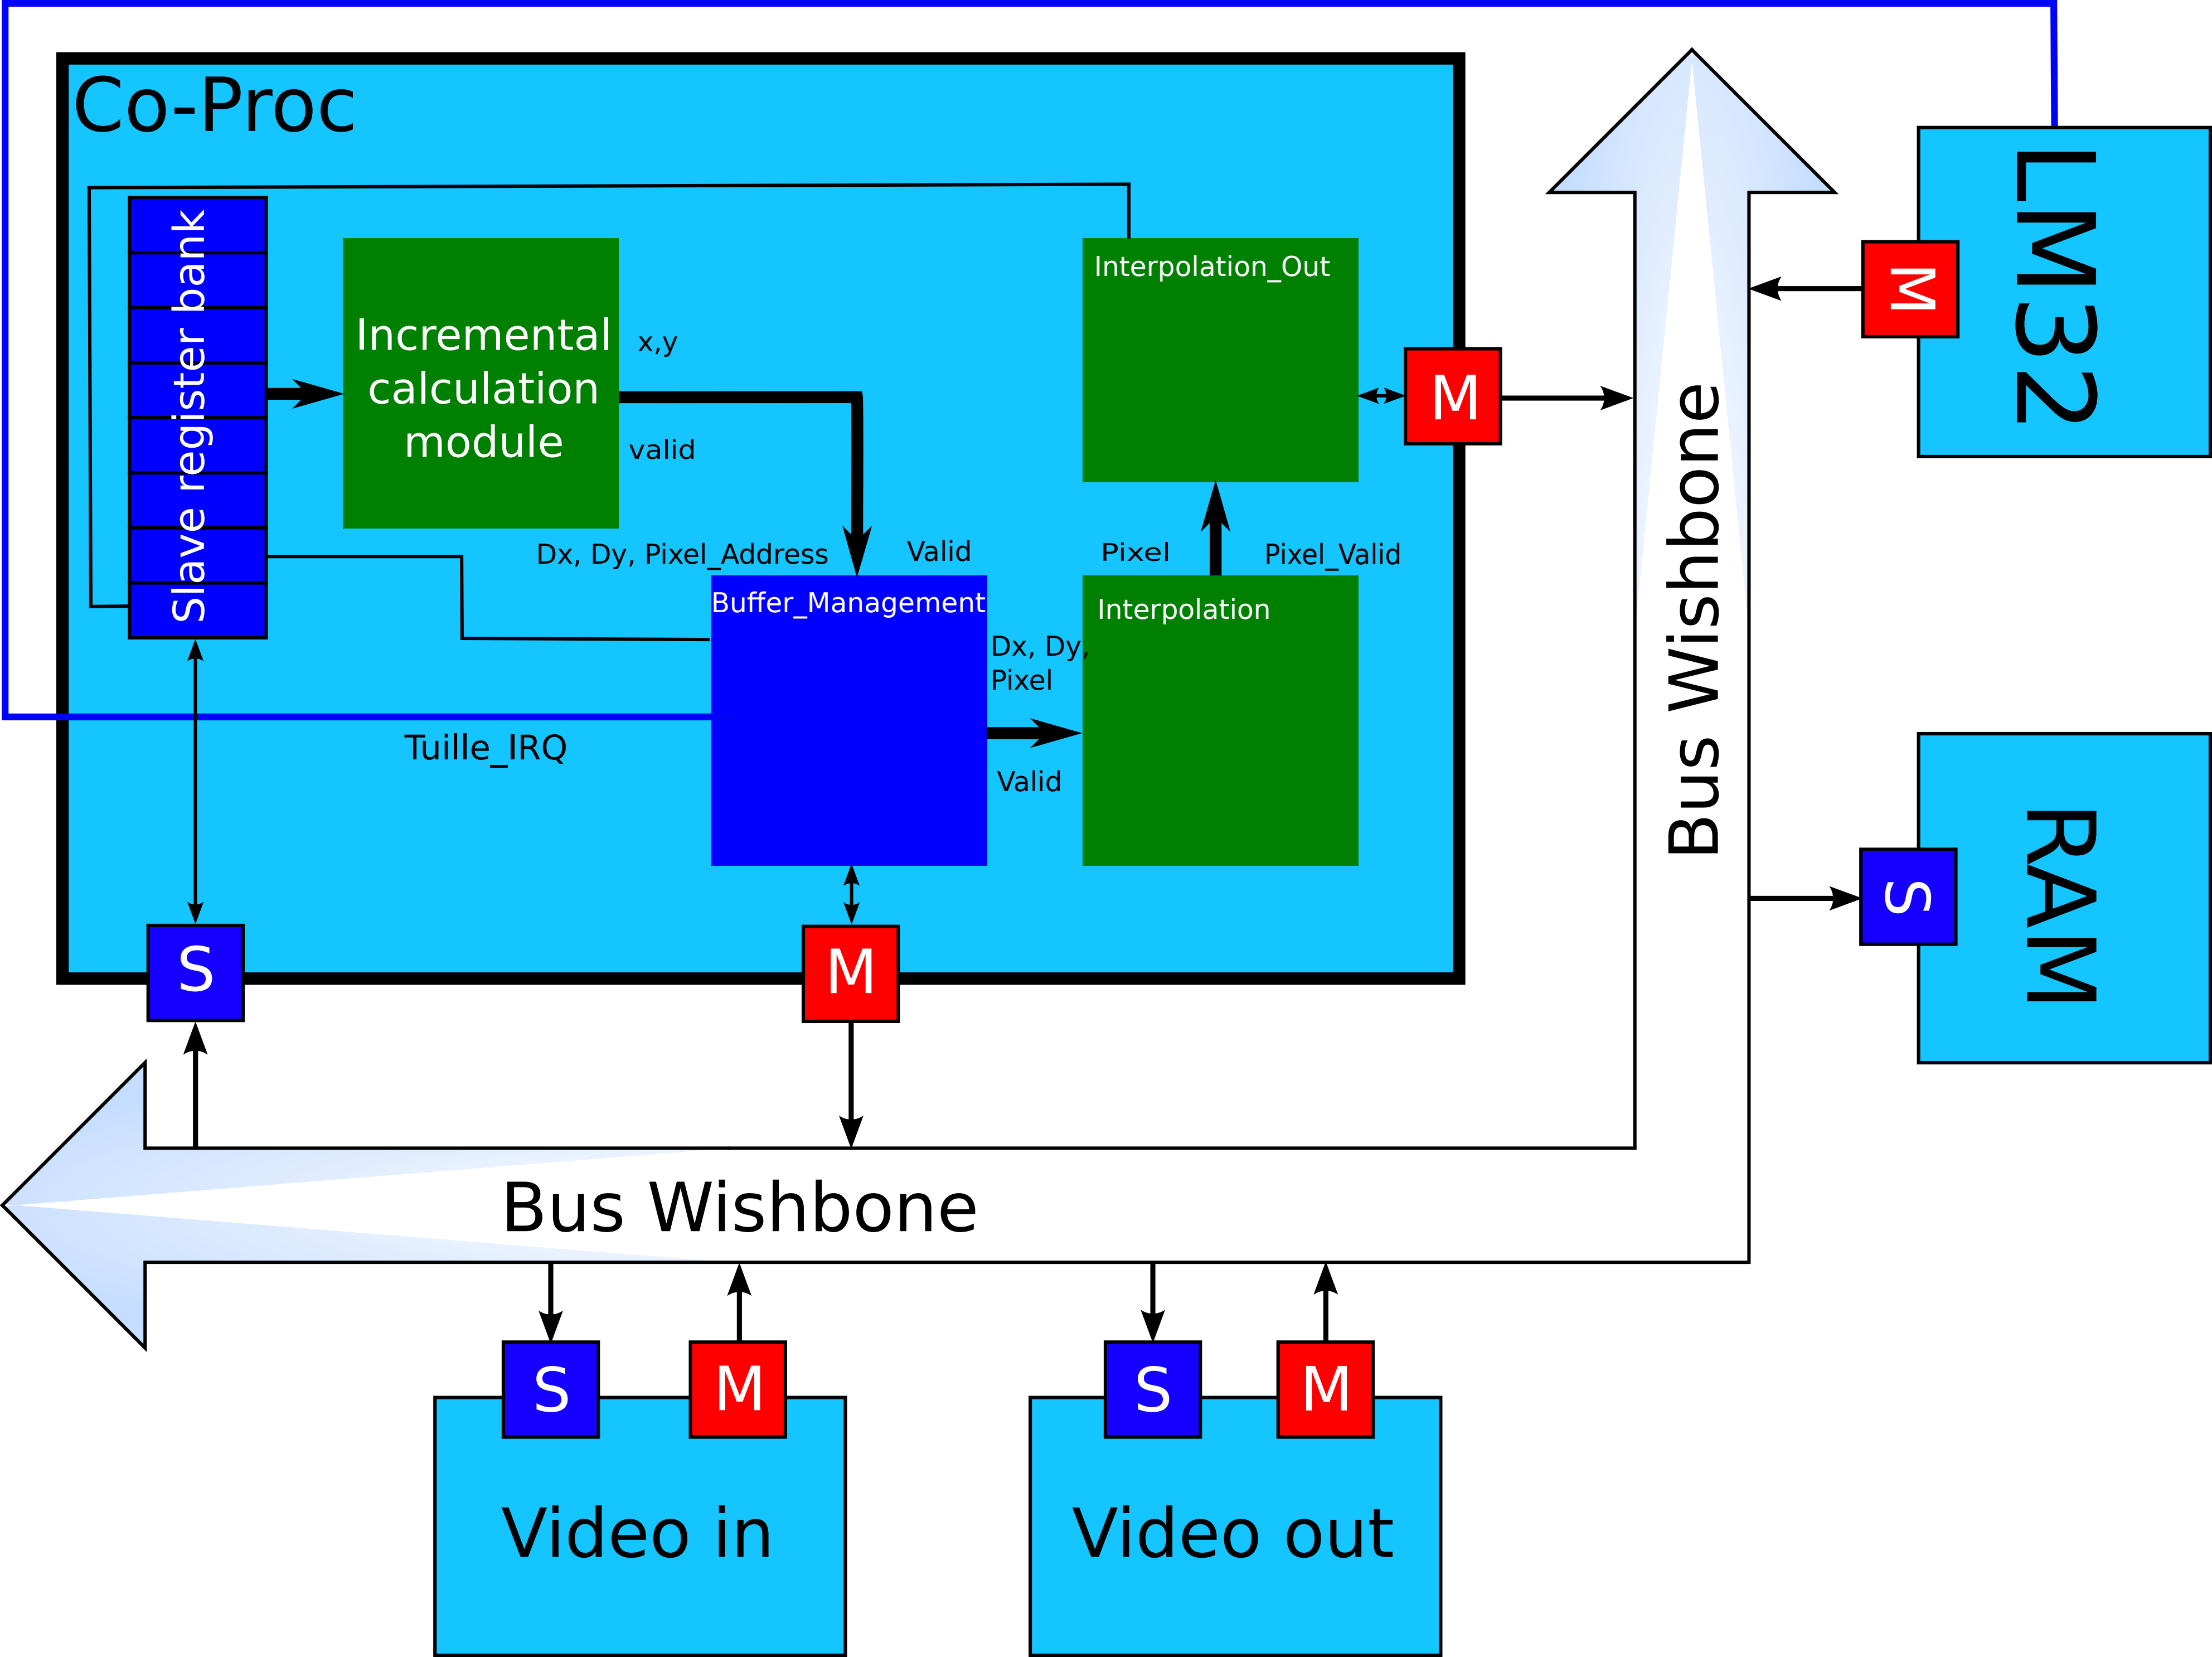 Co-Proc
Slave register bank
Incremental
calculation
module
x,y
valid
Interpolation_Out
M
Dx, Dy, Pixel_Address
Valid
Pixel
Pixel_Valid
Buffer_Management
Dx, Dy,
Pixel
Valid
Interpolation
Tuille_IRQ
S
M
Bus Wishbone
LM32
M
RAM
S
Bus Wishbone
S
M
Video in
S
M
Video out